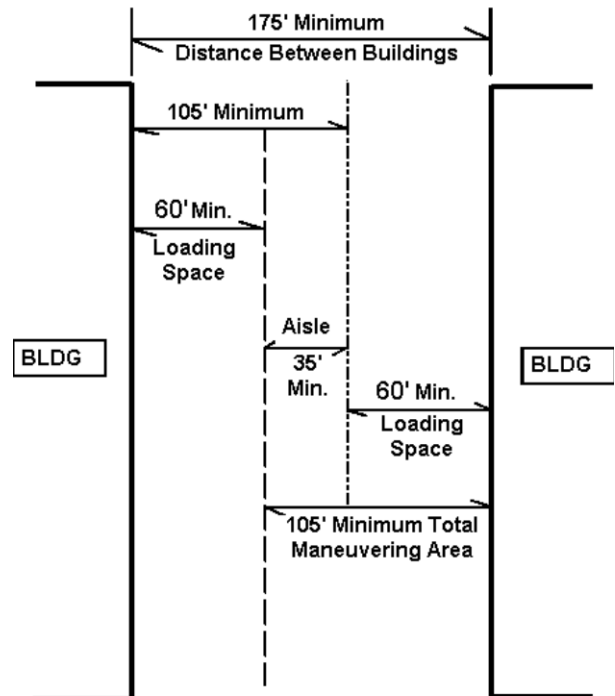 175' Minimum
Distance Between Buildings
105' Minimum
60' Min.
Loading
Space
Aisle
35'
Min.
BLDG
BLDG
60' Min.
Loading
Space
105' Minimum Total
Maneuvering Area